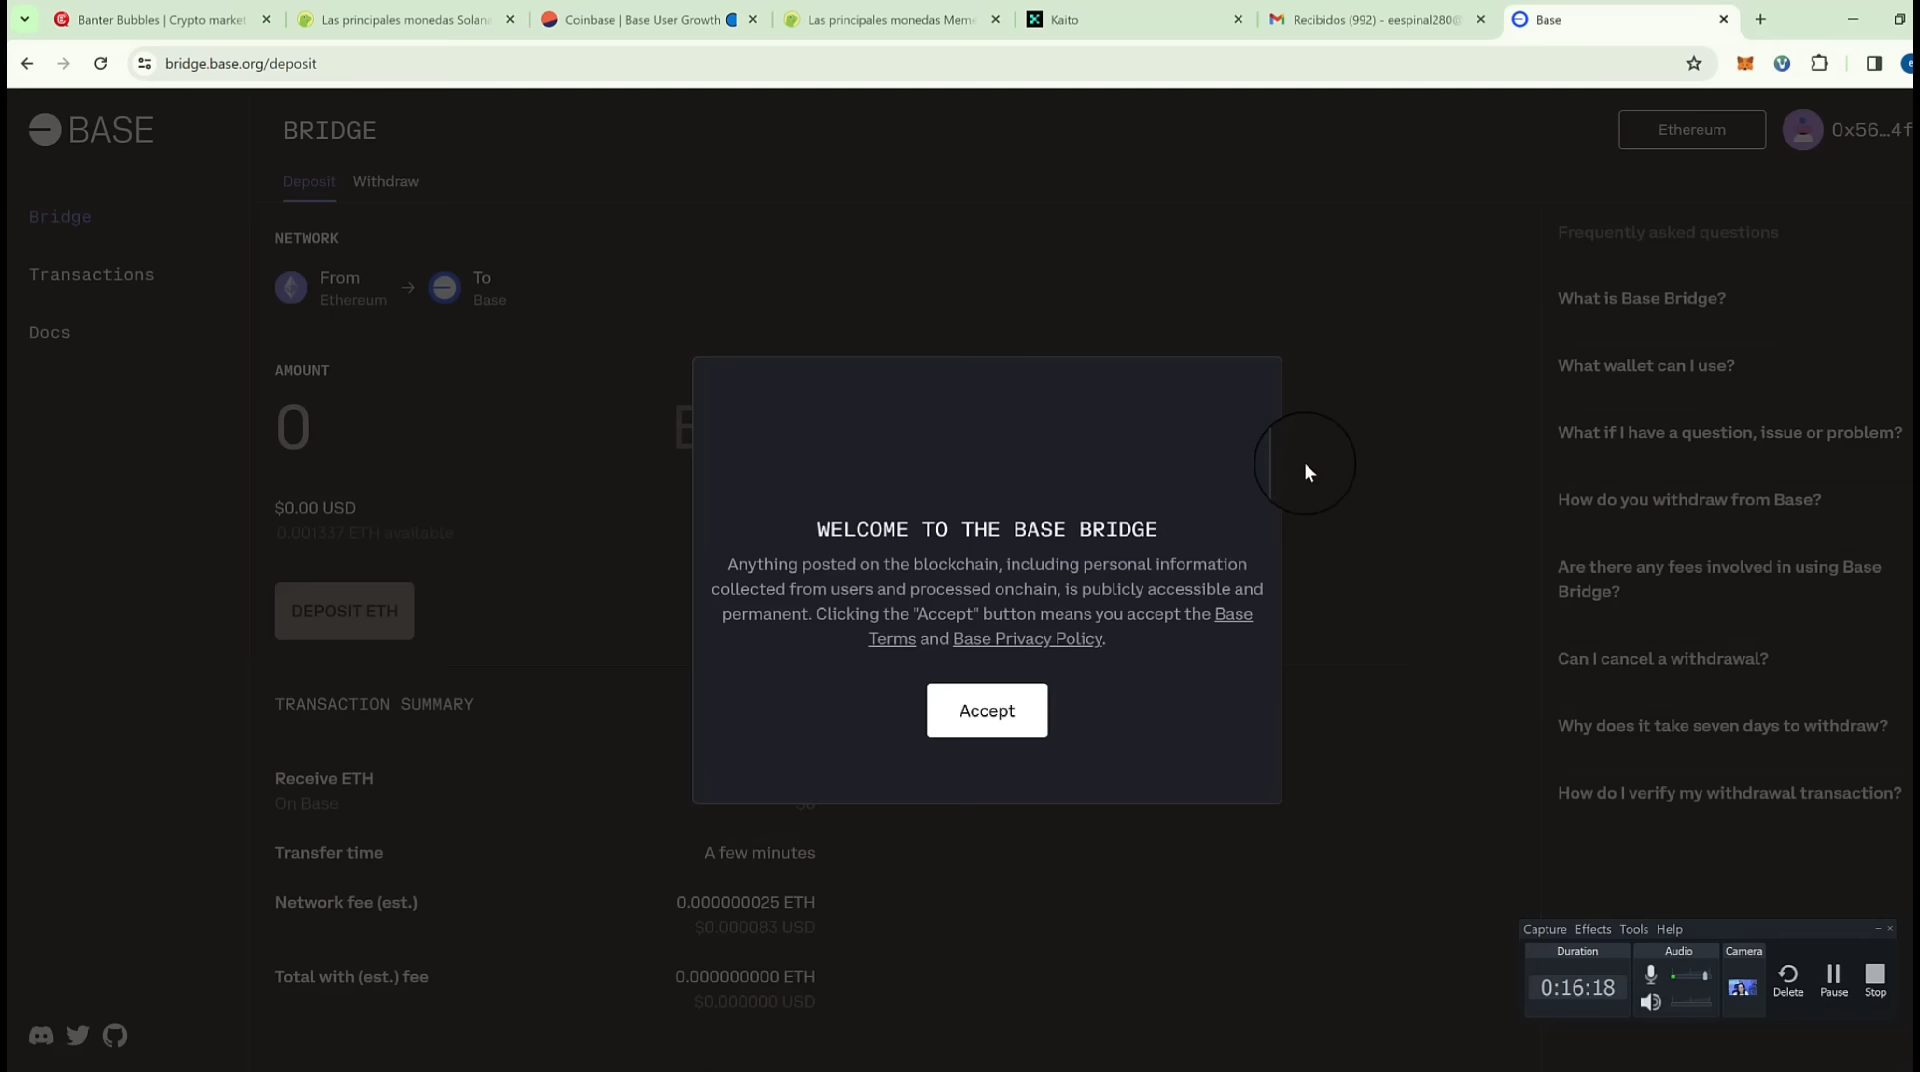 Banter Bubbles | Crypto market
Las principales monedas Solana
Coinbase | Base User Growth
Las principales monedas Meme
Kaito
Recibidos (992) - eespinal280@
Base
bridge.base.org/deposit
BASE
BRIDGE
Ethereum
0x56...4f
Deposit
Withdraw
Bridge
Transactions
Docs
NETWORK
From
Ethereum
To
Base
AMOUNT
0
$0.00 USD
0.001337 ETH available
DEPOSIT ETH
WELCOME TO THE BASE BRIDGE
Anything posted on the blockchain, including personal information
collected from users and processed onchain, is publicly accessible and
permanent. Clicking the "Accept" button means you accept the Base
Terms and Base Privacy Policy.
Accept
TRANSACTION SUMMARY
Receive ETH
On Base
$0
Transfer time
A few minutes
Network fee (est.)
0.000000025 ETH
$0.000083 USD
Total with (est.) fee
0.000000000 ETH
$0.000000 USD
Frequently asked questions
What is Base Bridge?
What wallet can I use?
What if I have a question, issue or problem?
How do you withdraw from Base?
Are there any fees involved in using Base
Bridge?
Can I cancel a withdrawal?
Why does it take seven days to withdraw?
How do I verify my withdrawal transaction?
Capture Effects Tools Help
Duration
Audio
Camera
0:16:18
Delete
Pause
Stop